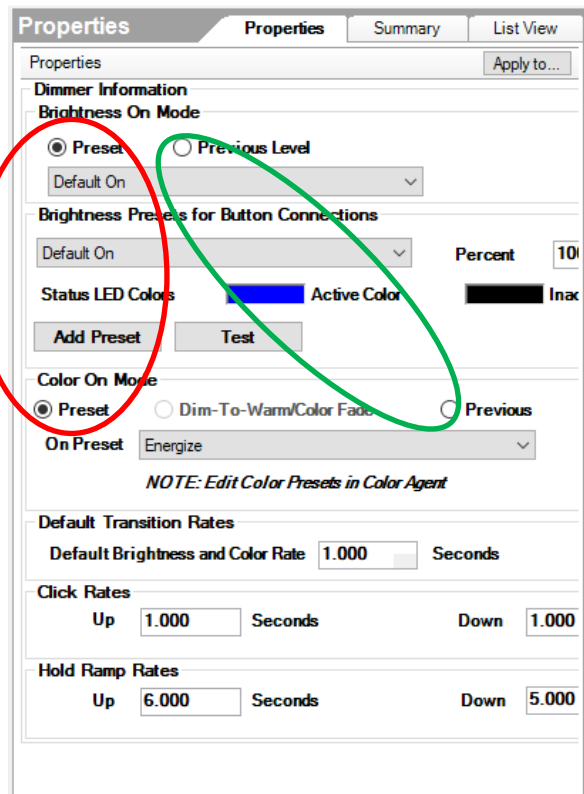 Properties Properties Summary List View
Properties Apply to...
Dimmer Information
Brightness On Mode
Preset Previous Level
Default On
Brightness Presets for Button Connections
Default On Percent 10
Status LED Colors Active Color Inac
Add Preset Test
Color On Mode
Preset Dim-To-Warm/Color Fade Previous
On Preset Energize
NOTE: Edit Color Presets in Color Agent
Default Transition Rates
Default Brightness and Color Rate 1.000 Seconds
Click Rates
Up 1.000 Seconds Down 1.000
Hold Ramp Rates
Up 6.000 Seconds Down 5.000